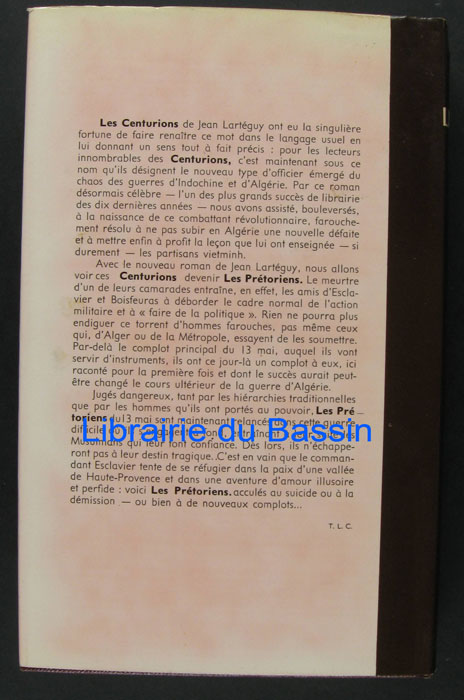 Les Centurions de Jean Lartéguy ont eu la singulière
fortune de faire renaître ce mot dans le langage usuel en
lui donnant un sens tout à fait précis : pour les lecteurs
innombrables des Centurions, c'est maintenant sous ce
nom qu'ils désignent le nouveau type d'officier émergé du
chaos des guerres d'Indochine et d'Algérie. Par ce roman
désormais célèbre — l'un des plus grands succès de librairie
des dix dernières années — nous avons assisté, bouleversés,
à la naissance de ce combattant révolutionnaire, farouche-
ment résolu à ne pas subir en Algérie une nouvelle défaite
et à mettre enfin à profit la leçon que lui ont enseignée — si
durement — les partisans vietminh.
Avec le nouveau roman de Jean Lartéguy, nous allons
voir ces Centurions devenir Les Prétoriens. Le meurtre
d'un de leurs camarades entraîne, en effet, les amis d'Escla-
vier et Boisfeuras à déborder le cadre normal de l'action
militaire et à « faire de la politique ». Rien ne pourra plus
endiguer ce torrent d'hommes farouches, pas même ceux
qui, d'Alger ou de la Métropole, essayent de les soumettre.
Par-delà le complot principal du 13 mai, auquel ils vont
servir d'instruments, ils ont ce jour-là un complot à eux, ici
raconté pour la première fois et dont le succès aurait peut-
être changé le cours ultérieur de la guerre d'Algérie.
Jugés dangereux, tant par les hiérarchies traditionnelles
que par les hommes qu'ils ont portés au pouvoir, Les Pré-
toriens du 13 mai sont maintenant relancés dans cette guerre
difficile
Librairie du Bassin
Musulmans qui leur font confiance. Dès lors, ils n'échappe-
ront pas à leur destin tragique. C'est en vain que le comman-
dant Esclavier tente de se réfugier dans la paix d'une vallée
de Haute-Provence et dans une aventure d'amour illusoire
et perfide : voici Les Prétoriens. acculés au suicide ou à la
démission — ou bien à de nouveaux complots...
T. L. C.